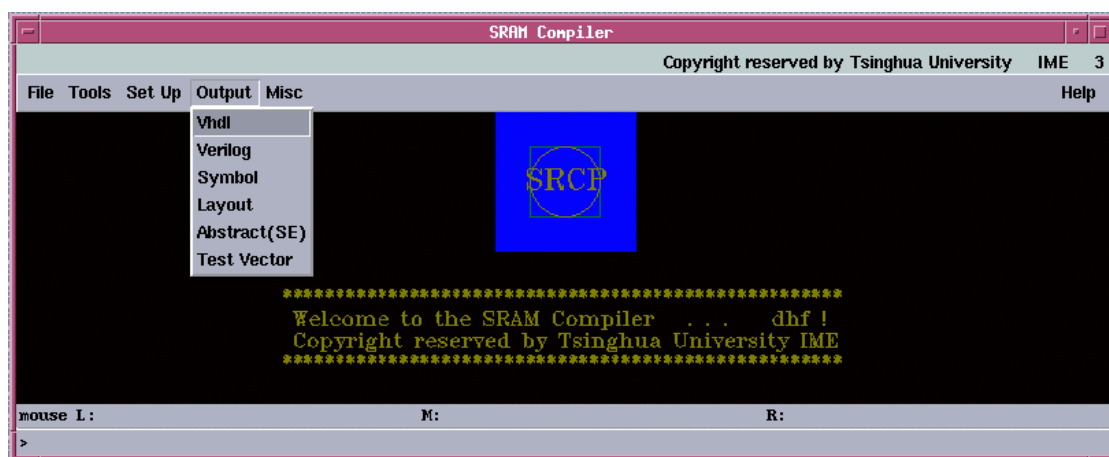 SRAM Compiler
Copyright reserved by Tsinghua University IME 3
File Tools Set Up Output Misc Help
Vhdl
Verilog
Symbol
Layout
Abstract(SE)
Test Vector
SRCP
*****************************************************
Welcome to the SRAM Compiler . . . dhf !
Copyright reserved by Tsinghua University IME
*****************************************************
mouse L: M: R:
>